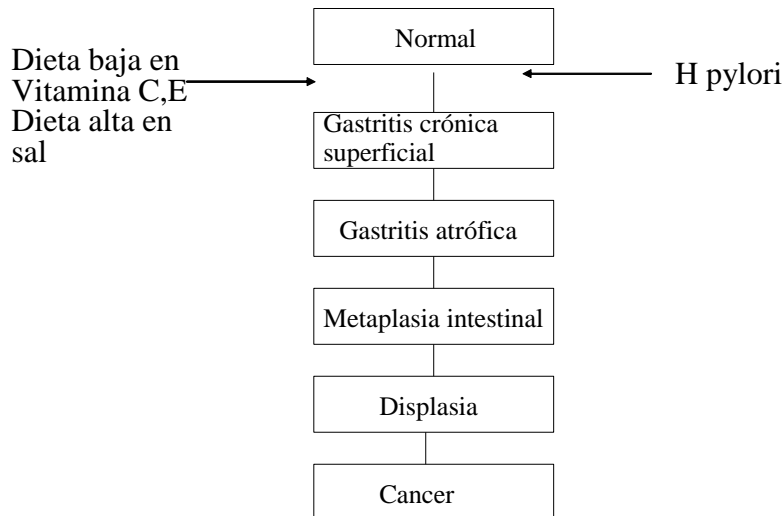 Normal
Dieta baja en
Vitamina C,E
Dieta alta en
sal
H pylori
Gastritis crónica
superficial
Gastritis atrófica
Metaplasia intestinal
Displasia
Cancer